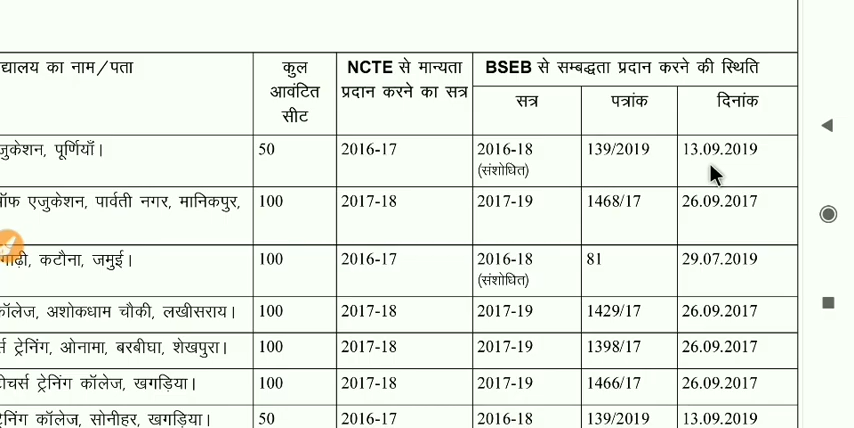 द्यालय का नाम/पता कुल आवंटित सीट NCTE से मान्यता प्रदान करने का सत्र BSEB से सम्बद्धता प्रदान करने की स्थिति
सत्र पत्रांक दिनांक
जुकेशन, पूर्णियाँ। 50 2016-17 2016-18 (संशोधित) 139/2019 13.09.2019
ऑफ एजुकेशन, पार्वती नगर, मानिकपुर, 100 2017-18 2017-19 1468/17 26.09.2017
गाढ़ी, कटौना, जमुई। 100 2016-17 2016-18 (संशोधित) 81 29.07.2019
कॉलेज, अशोकधाम चौकी, लखीसराय। 100 2017-18 2017-19 1429/17 26.09.2017
र्स ट्रेनिंग, ओनामा, बरबीघा, शेखपुरा। 100 2017-18 2017-19 1398/17 26.09.2017
टीचर्स ट्रेनिंग कॉलेज, खगड़िया। 100 2017-18 2017-19 1466/17 26.09.2017
ट्रेनिंग कॉलेज, सोनीहर, खगड़िया। 50 2016-17 2016-18 139/2019 13.09.2019